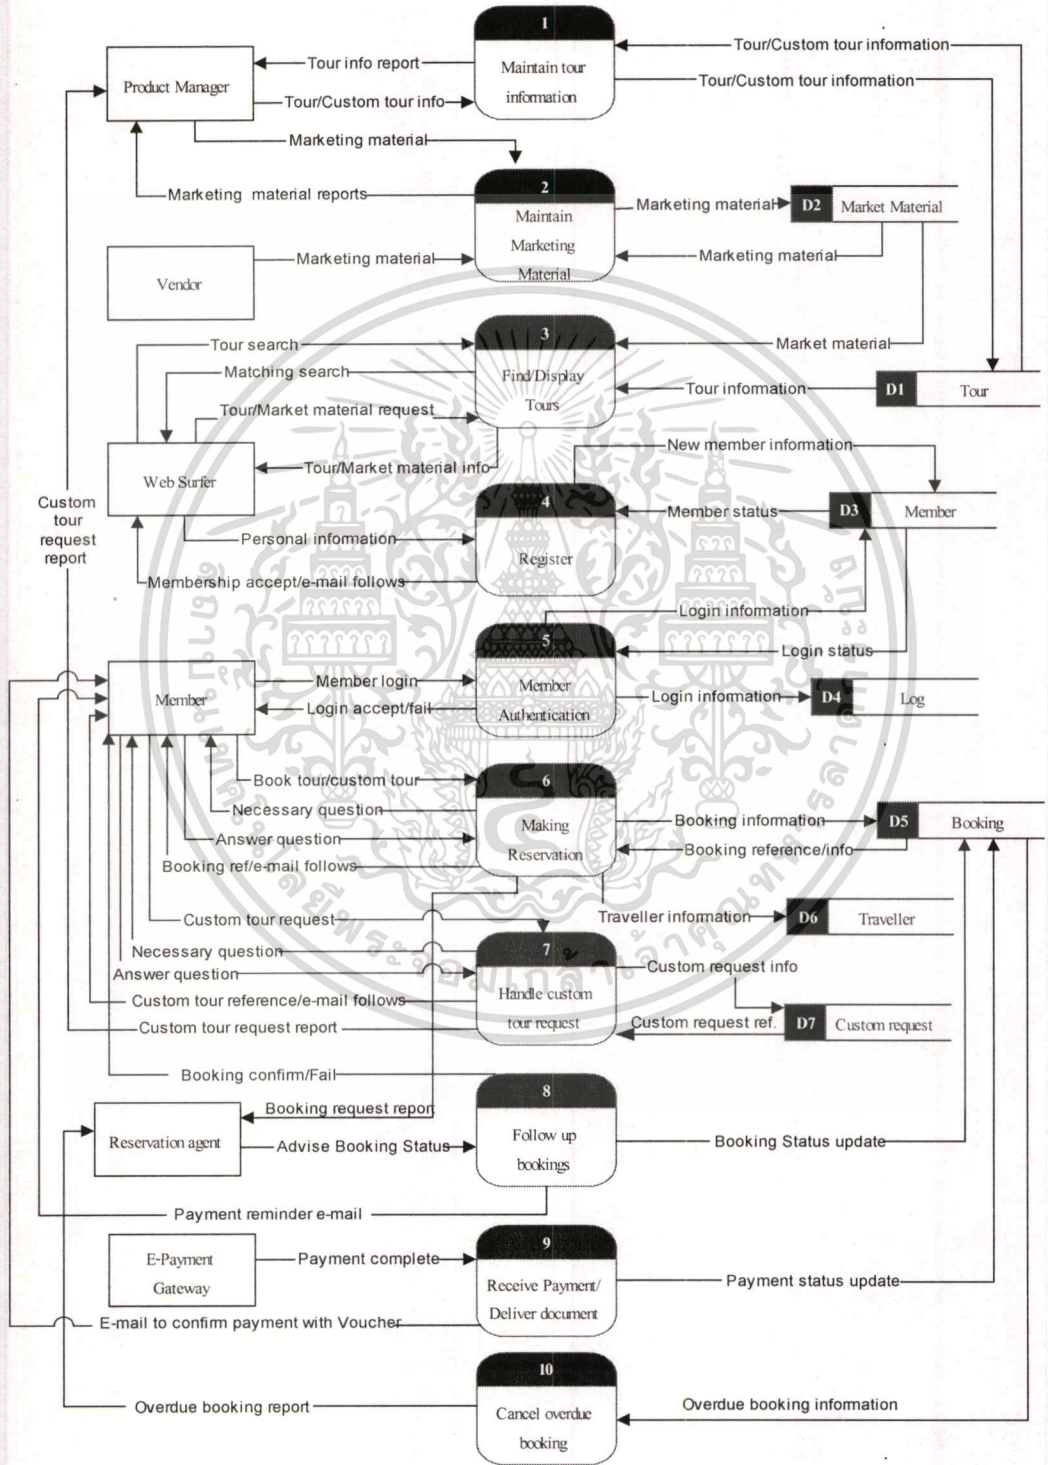 1
Tour/Custom tour information
Tour info report
Maintain tour
information
Tour/Custom tour information
Product Manager
Tour/Custom tour info
Marketing material
2
Marketing material reports
Marketing material
D2
Market Material
Maintain
Marketing
Material
Marketing material
Marketing material
Vendor
3
Tour search
Market material
Matching search
Find/Display
Tours
Tour information
D1
Tour
Tour/Market material request
New member information
Tour/Market material info
Web Surfer
4
Custom
tour
request
report
Member status
D3
Member
Personal information
Register
Membership accept/e-mail follows
Login information
5
Login status
Member login
Member
Authentication
Member
Login accept/fail
Login information
D4
Log
Book tour/custom tour
6
Necessary question
Making
Reservation
Booking information
D5
Booking
Answer question
Booking reference/info
Booking ref/e-mail follows
Custom tour request
Traveller information
D6
Traveller
7
Necessary question
Custom request info
Answer question
Handle custom
tour request
Custom tour reference/e-mail follows
Custom request ref.
D7
Custom request
Custom tour request report
Booking confirm/Fail
8
Booking request report
Reservation agent
Advise Booking Status
Follow up
bookings
Booking Status update
Payment reminder e-mail
9
E-Payment
Gateway
Payment complete
Receive Payment/
Deliver document
Payment status update
E-mail to confirm payment with Voucher
10
Overdue booking report
Cancel overdue
booking
Overdue booking information